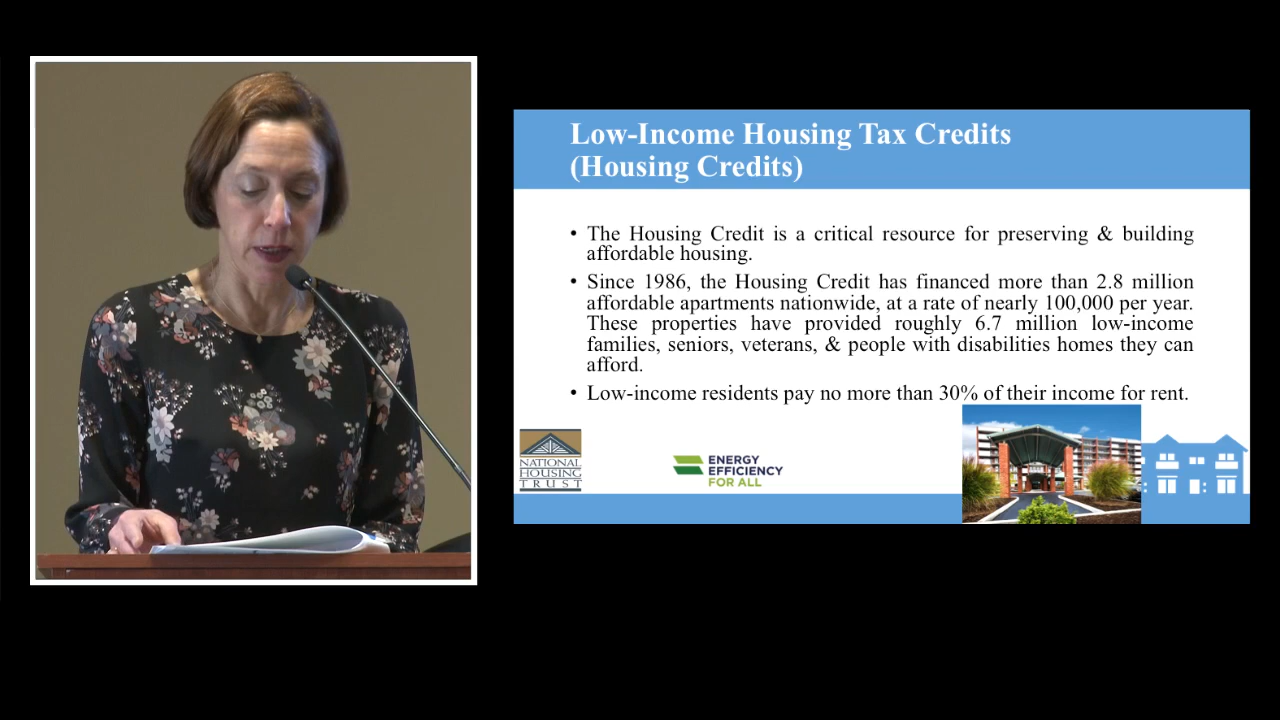 Low-Income Housing Tax Credits
(Housing Credits)
• The Housing Credit is a critical resource for preserving & building
affordable housing.
• Since 1986, the Housing Credit has financed more than 2.8 million
affordable apartments nationwide, at a rate of nearly 100,000 per year.
These properties have provided roughly 6.7 million low-income
families, seniors, veterans, & people with disabilities homes they can
afford.
• Low-income residents pay no more than 30% of their income for rent.
NATIONAL
HOUSING
TRUST
ENERGY
EFFICIENCY
FOR ALL